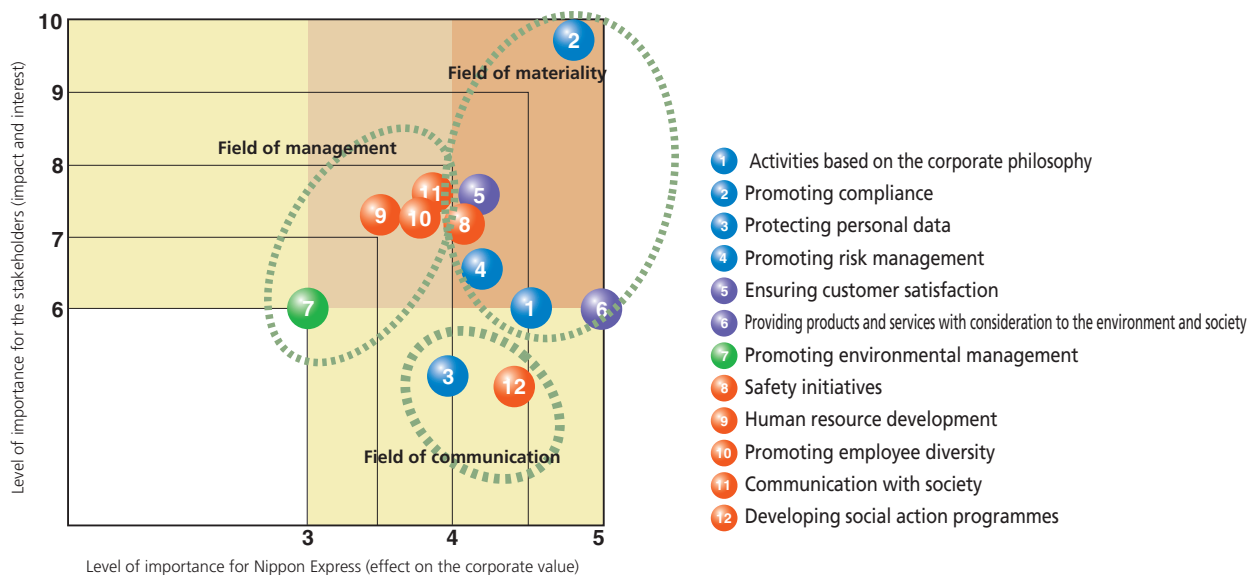 10
9
8
7
6
Level of importance for the stakeholders (impact and interest)
2
Field of materiality
Field of management
11
5
9
10
8
4
7
1
6
3
12
Field of communication
3
4
5
Level of importance for Nippon Express (effect on the corporate value)
1 Activities based on the corporate philosophy
2 Promoting compliance
3 Protecting personal data
4 Promoting risk management
5 Ensuring customer satisfaction
6 Providing products and services with consideration to the environment and society
7 Promoting environmental management
8 Safety initiatives
9 Human resource development
10 Promoting employee diversity
11 Communication with society
12 Developing social action programmes